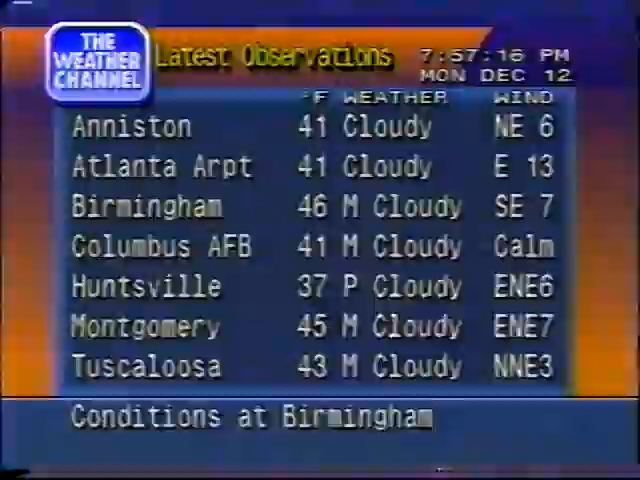 THE
WEATHER
CHANNEL
Latest Observations
7:57:16 PM
MON DEC 12
°F WEATHER WIND
Anniston 41 Cloudy NE 6
Atlanta Arpt 41 Cloudy E 13
Birmingham 46 M Cloudy SE 7
Columbus AFB 41 M Cloudy Calm
Huntsville 37 P Cloudy ENE6
Montgomery 45 M Cloudy ENE7
Tuscaloosa 43 M Cloudy NNE3
Conditions at Birmingham